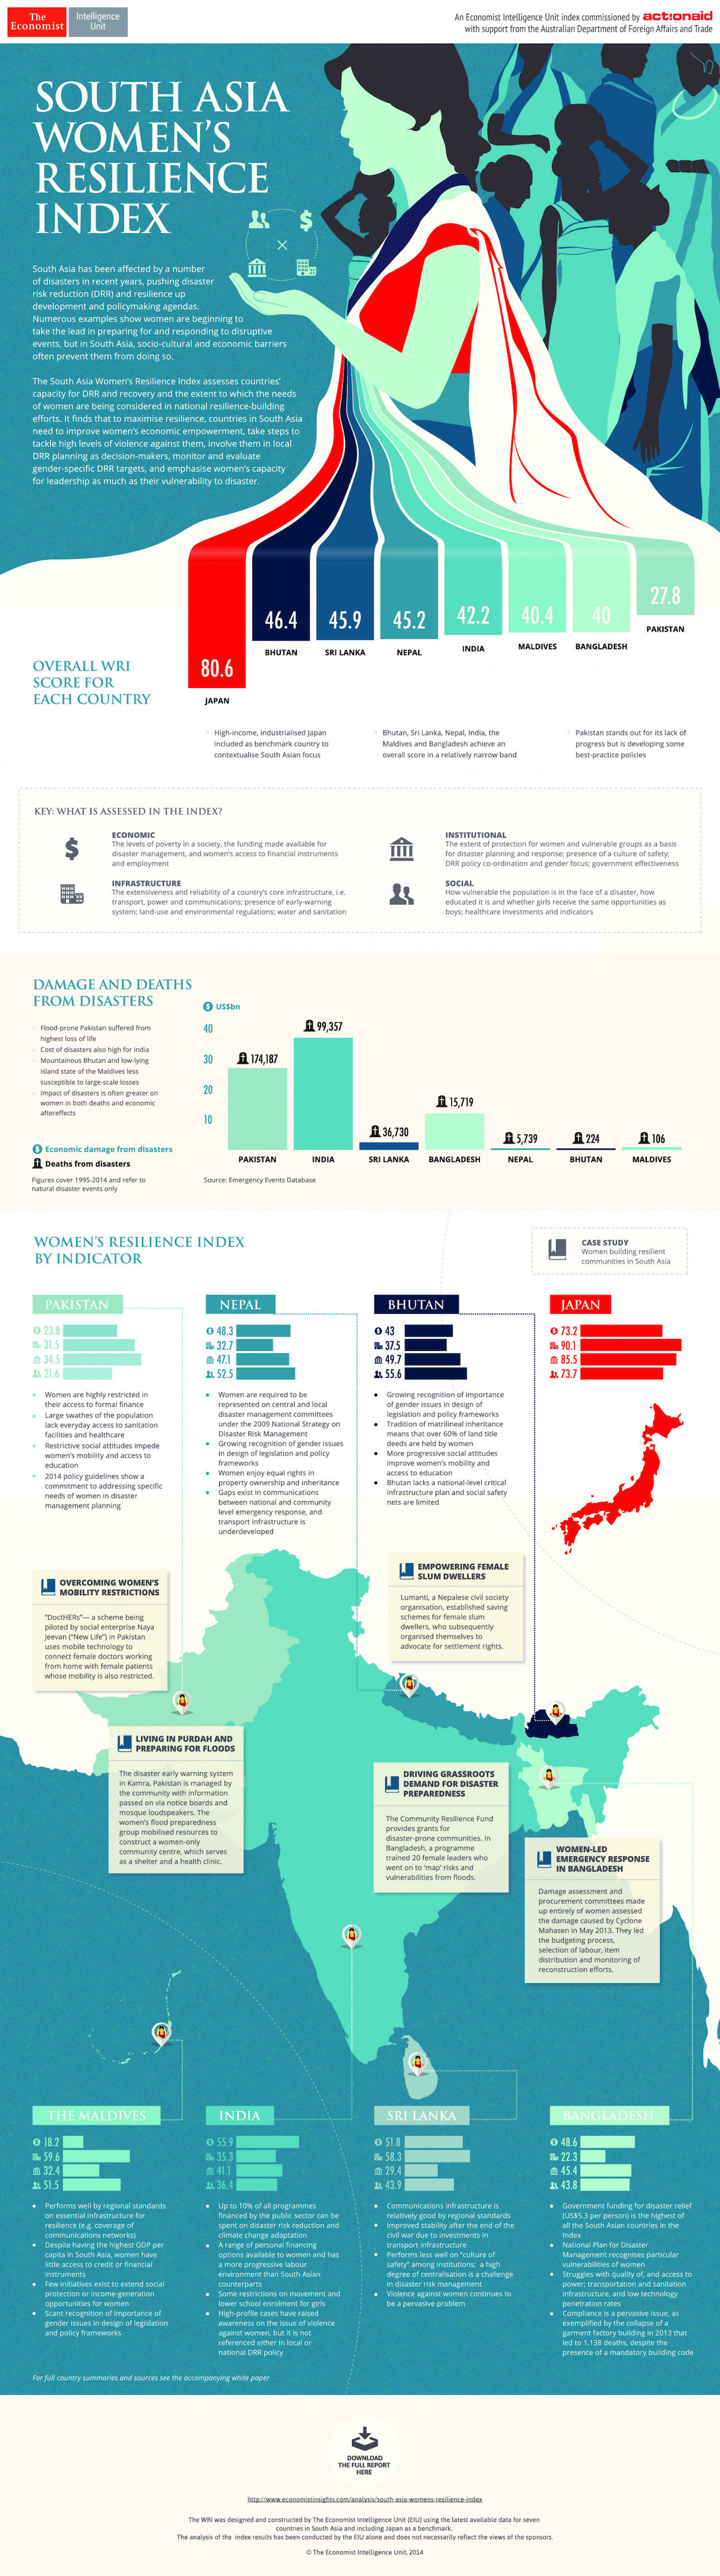 The
Economist
Intelligence
Unit
An Economist Intelligence Unit index commissioned by act!onaid
with support from the Australian Department of Foreign Affairs and Trade
SOUTH ASIA
WOMEN'S
RESILIENCE
INDEX
South Asia has been affected by a number
of disasters in recent years, pushing disaster
risk reduction (DRR) and resilience up
development and policymaking agendas.
Numerous examples show women are beginning to
take the lead in preparing for and responding to disruptive
events, but in South Asia, socio-cultural and economic barriers
often prevent them from doing so.
The South Asia Women's Resilience Index assesses countries'
capacity for DRR and recovery and the extent to which the needs
of women are being considered in national resilience-building
efforts. It finds that to maximise resilience, countries in South Asia
need to improve women's economic empowerment, take steps to
tackle high levels of violence against them, involve them in local
DRR planning as decision-makers, monitor and evaluate
gender-specific DRR targets, and emphasise women's capacity
for leadership as much as their vulnerability to disaster.
OVERALL WRI
SCORE FOR
EACH COUNTRY
80.6
JAPAN
46.4
BHUTAN
45.9
SRI LANKA
45.2
NEPAL
42.2
INDIA
40.4
MALDIVES
40
BANGLADESH
27.8
PAKISTAN
High-income, industrialised Japan
included as benchmark country to
contextualise South Asian focus
Bhutan, Sri Lanka, Nepal, India, the
Maldives and Bangladesh achieve an
overall score in a relatively narrow band
Pakistan stands out for its lack of
progress but is developing some
best-practice policies
KEY: WHAT IS ASSESSED IN THE INDEX?
ECONOMIC
The levels of poverty in a society, the funding made available for
disaster management, and women's access to financial instruments
and employment
INSTITUTIONAL
The extent of protection for women and vulnerable groups as a basis
for disaster planning and response; presence of a culture of safety;
DRR policy co-ordination and gender focus; government effectiveness
INFRASTRUCTURE
The extensiveness and reliability of a country's core infrastructure, i.e.
transport, power and communications; presence of early-warning
system; land-use and environmental regulations; water and sanitation
SOCIAL
How vulnerable the population is in the face of a disaster, how
educated it is and whether girls receive the same opportunities as
boys; healthcare investments and indicators
DAMAGE AND DEATHS
FROM DISASTERS
Flood-prone Pakistan suffered from
highest loss of life
Cost of disasters also high for India
Mountainous Bhutan and low-lying
island state of the Maldives less
susceptible to large-scale losses
Impact of disasters is often greater on
women in both deaths and economic
aftereffects
Economic damage from disasters
Deaths from disasters
Figures cover 1995-2014 and refer to
natural disaster events only
US$bn
40
30
20
10
174,187
99,357
36,730
15,719
5,739
224
106
PAKISTAN
INDIA
SRI LANKA
BANGLADESH
NEPAL
BHUTAN
MALDIVES
Source: Emergency Events Database
WOMEN'S RESILIENCE INDEX
BY INDICATOR
CASE STUDY
Women building resilient
communities in South Asia
PAKISTAN
23.8
31.5
34.5
21.6
Women are highly restricted in
their access to formal finance
Large swathes of the population
lack everyday access to sanitation
facilities and healthcare
Restrictive social attitudes impede
women's mobility and access to
education
2014 policy guidelines show a
commitment to addressing specific
needs of women in disaster
management planning
NEPAL
48.3
32.7
47.1
52.5
Women are required to be
represented on central and local
disaster management committees
under the 2009 National Strategy on
Disaster Risk Management
Growing recognition of gender issues
in design of legislation and policy
frameworks
Women enjoy equal rights in
property ownership and inheritance
Gaps exist in communications
between national and community
level emergency response, and
transport infrastructure is
underdeveloped
BHUTAN
43
37.5
49.7
55.6
Growing recognition of importance
of gender issues in design of
legislation and policy frameworks
Tradition of matrilineal inheritance
means that over 60% of land title
deeds are held by women
More progressive social attitudes
improve women's mobility and
access to education
Bhutan lacks a national-level critical
infrastructure plan and social safety
nets are limited
JAPAN
73.2
90.1
85.5
73.7
OVERCOMING WOMEN'S
MOBILITY RESTRICTIONS
"DoctHERs"— a scheme being
piloted by social enterprise Naya
Jeevan ("New Life") in Pakistan
uses mobile technology to
connect female doctors working
from home with female patients
whose mobility is also restricted.
EMPOWERING FEMALE
SLUM DWELLERS
Lumanti, a Nepalese civil society
organisation, established saving
schemes for female slum
dwellers, who subsequently
organised themselves to
advocate for settlement rights.
LIVING IN PURDAH AND
PREPARING FOR FLOODS
The disaster early warning system
in Kamra, Pakistan is managed by
the community with information
passed on via notice boards and
mosque loudspeakers. The
women's flood preparedness
group mobilised resources to
construct a women-only
community centre, which serves
as a shelter and a health clinic.
DRIVING GRASSROOTS
DEMAND FOR DISASTER
PREPAREDNESS
The Community Resilience Fund
provides grants for
disaster-prone communities. In
Bangladesh, a programme
trained 20 female leaders who
went on to 'map' risks and
vulnerabilities from floods.
WOMEN-LED
EMERGENCY RESPONSE
IN BANGLADESH
Damage assessment and
procurement committees made
up entirely of women assessed
the damage caused by Cyclone
Mahasen in May 2013. They led
the budgeting process,
selection of labour, item
distribution and monitoring of
reconstruction efforts.
THE MALDIVES
18.2
59.6
32.4
51.5
Performs well by regional standards
on essential infrastructure for
resilience (e.g. coverage of
communications networks)
Despite having the highest GDP per
capita in South Asia, women have
little access to credit or financial
instruments
Few initiatives exist to extend social
protection or income-generation
opportunities for women
Scant recognition of importance of
gender issues in design of legislation
and policy frameworks
INDIA
55.9
35.3
41.1
36.4
Up to 10% of all programmes
financed by the public sector can be
spent on disaster risk reduction and
climate change adaptation
A range of personal financing
options available to women and has
a more progressive labour
environment than South Asian
counterparts
Some restrictions on movement and
lower school enrolment for girls
High-profile cases have raised
awareness on the issue of violence
against women, but it is not
referenced either in local or
national DRR policy
SRI LANKA
51.8
58.3
29.4
43.9
Communications infrastructure is
relatively good by regional standards
Improved stability after the end of the
civil war due to investments in
transport infrastructure
Performs less well on "culture of
safety" among institutions; a high
degree of centralisation is a challenge
in disaster risk management
Violence against women continues to
be a pervasive problem
BANGLADESH
48.6
22.3
45.4
43.8
Government funding for disaster relief
(US$5.3 per person) is the highest of
all the South Asian countries in the
Index
National Plan for Disaster
Management recognises particular
vulnerabilities of women
Struggles with quality of, and access to
power; transportation and sanitation
infrastructure, and low technology
penetration rates
Compliance is a pervasive issue, as
exemplified by the collapse of a
garment factory building in 2013 that
led to 1,138 deaths, despite the
presence of a mandatory building code
For full country summaries and sources see the accompanying white paper
DOWNLOAD
THE FULL REPORT
HERE
http://www.economistinsights.com/analysis/south-asia-womens-resilience-index
The WRI was designed and constructed by The Economist Intelligence Unit (EIU) using the latest available data for seven
countries in South Asia and including Japan as a benchmark.
The analysis of the index results has been conducted by the EIU alone and does not necessarily reflect the views of the sponsors.
© The Economist Intelligence Unit, 2014